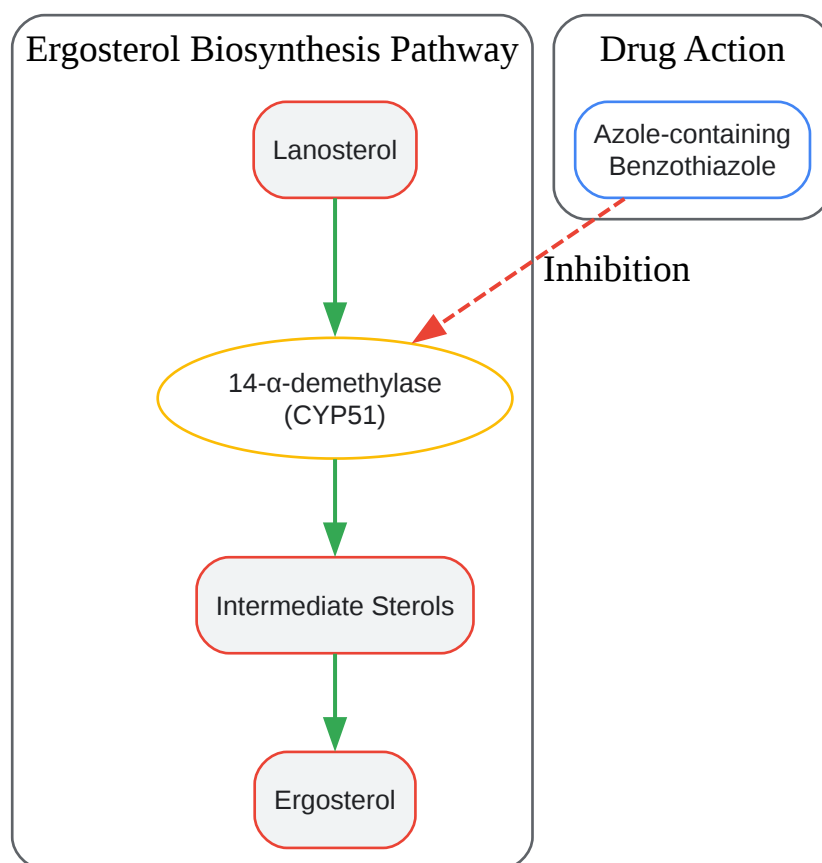 Ergosterol Biosynthesis Pathway
Drug Action
Lanosterol
Azole-containing
Benzothiazole
Inhibition
14-α-demethylase
(CYP51)
Intermediate Sterols
Ergosterol